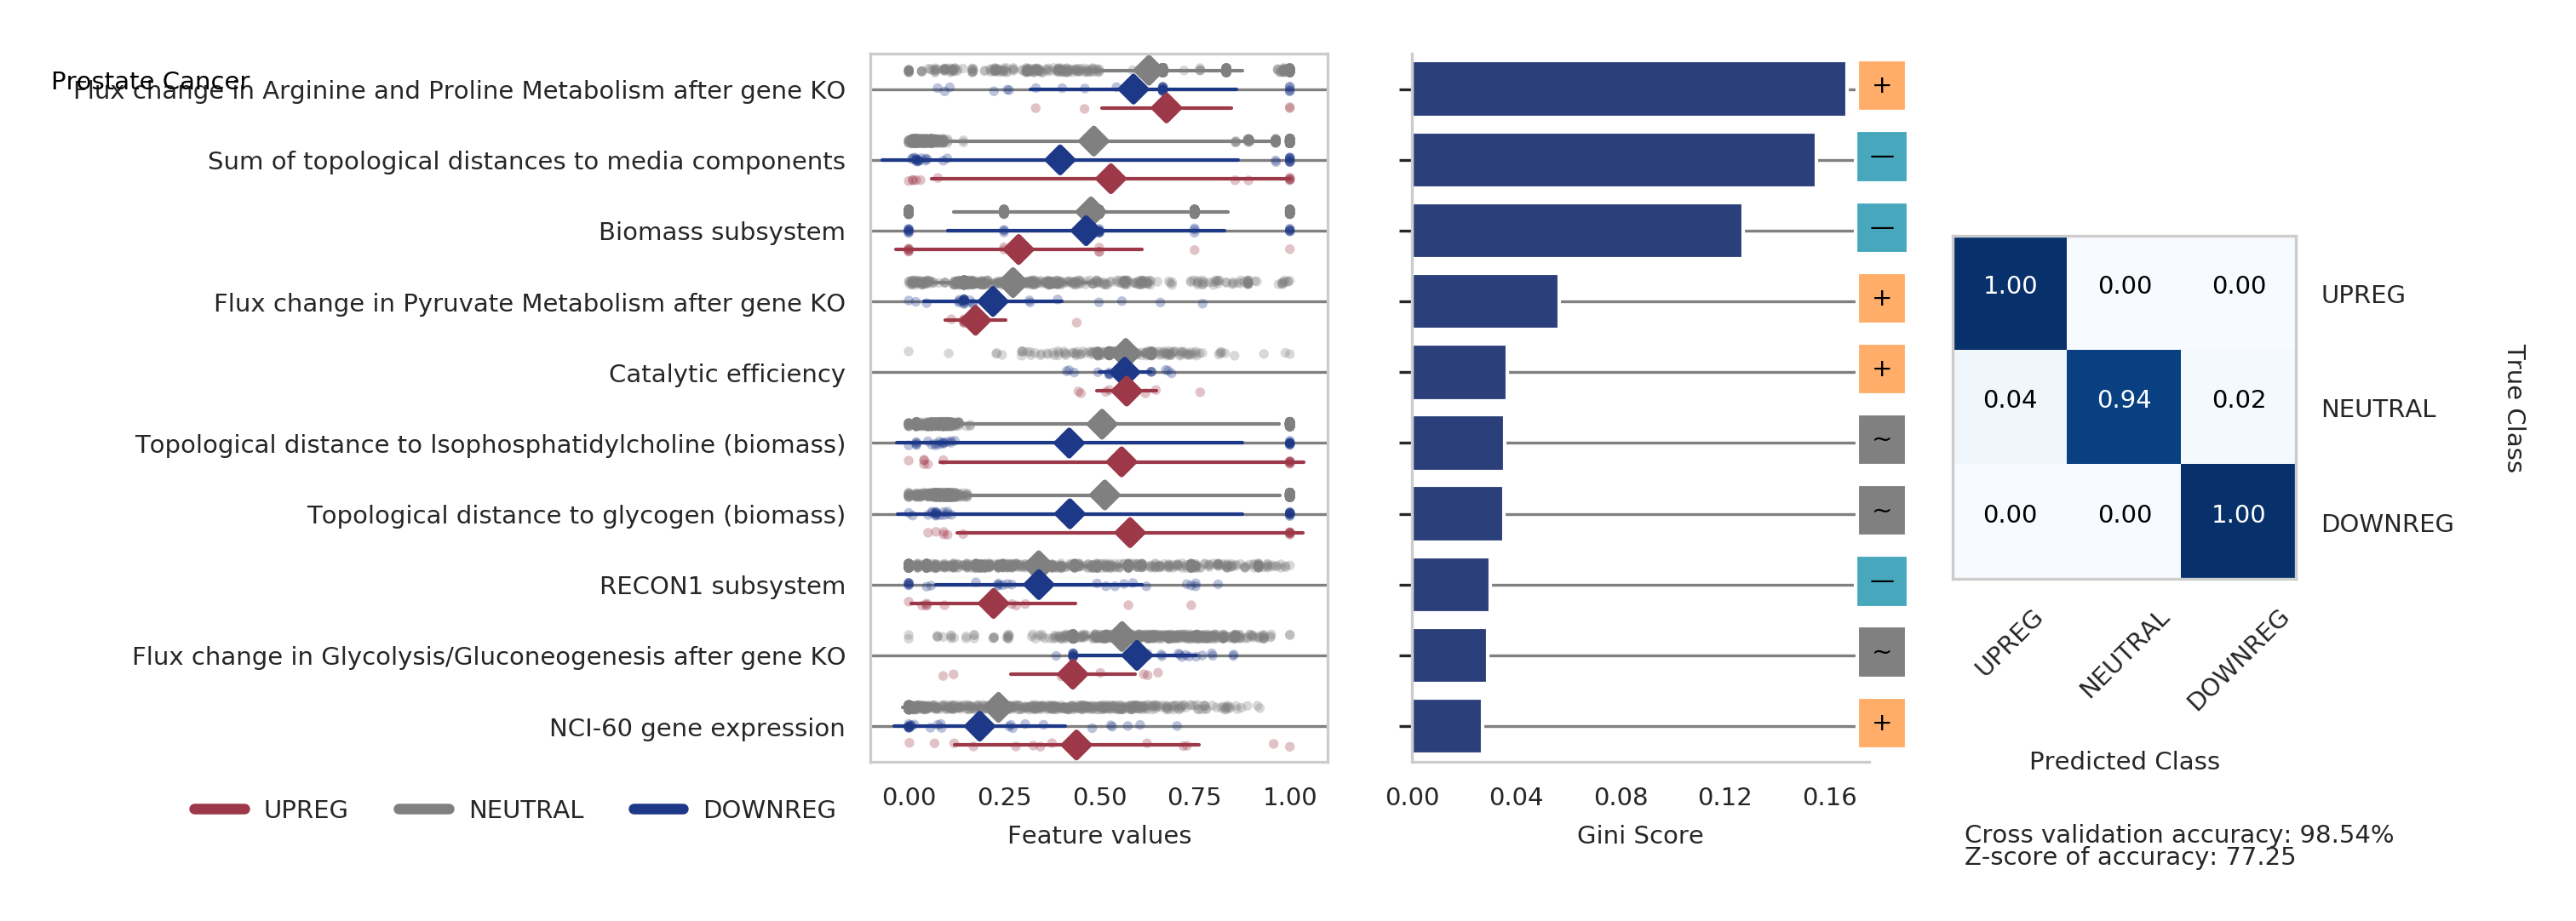 Prostate Cancer
Flux change in Arginine and Proline Metabolism after gene KO
+
Sum of topological distances to media components
—
Biomass subsystem
—
Flux change in Pyruvate Metabolism after gene KO
+
Catalytic efficiency
+
Topological distance to lsophosphatidylcholine (biomass)
~
Topological distance to glycogen (biomass)
~
RECON1 subsystem
—
Flux change in Glycolysis/Gluconeogenesis after gene KO
~
NCI-60 gene expression
+
UPREG NEUTRAL DOWNREG
0.00 0.25 0.50 0.75 1.00
Feature values
0.00 0.04 0.08 0.12 0.16
Gini Score
1.00 0.00 0.00 UPREG
0.04 0.94 0.02 NEUTRAL
0.00 0.00 1.00 DOWNREG
True Class
UPREG NEUTRAL DOWNREG
Predicted Class
Cross validation accuracy: 98.54%
Z-score of accuracy: 77.25